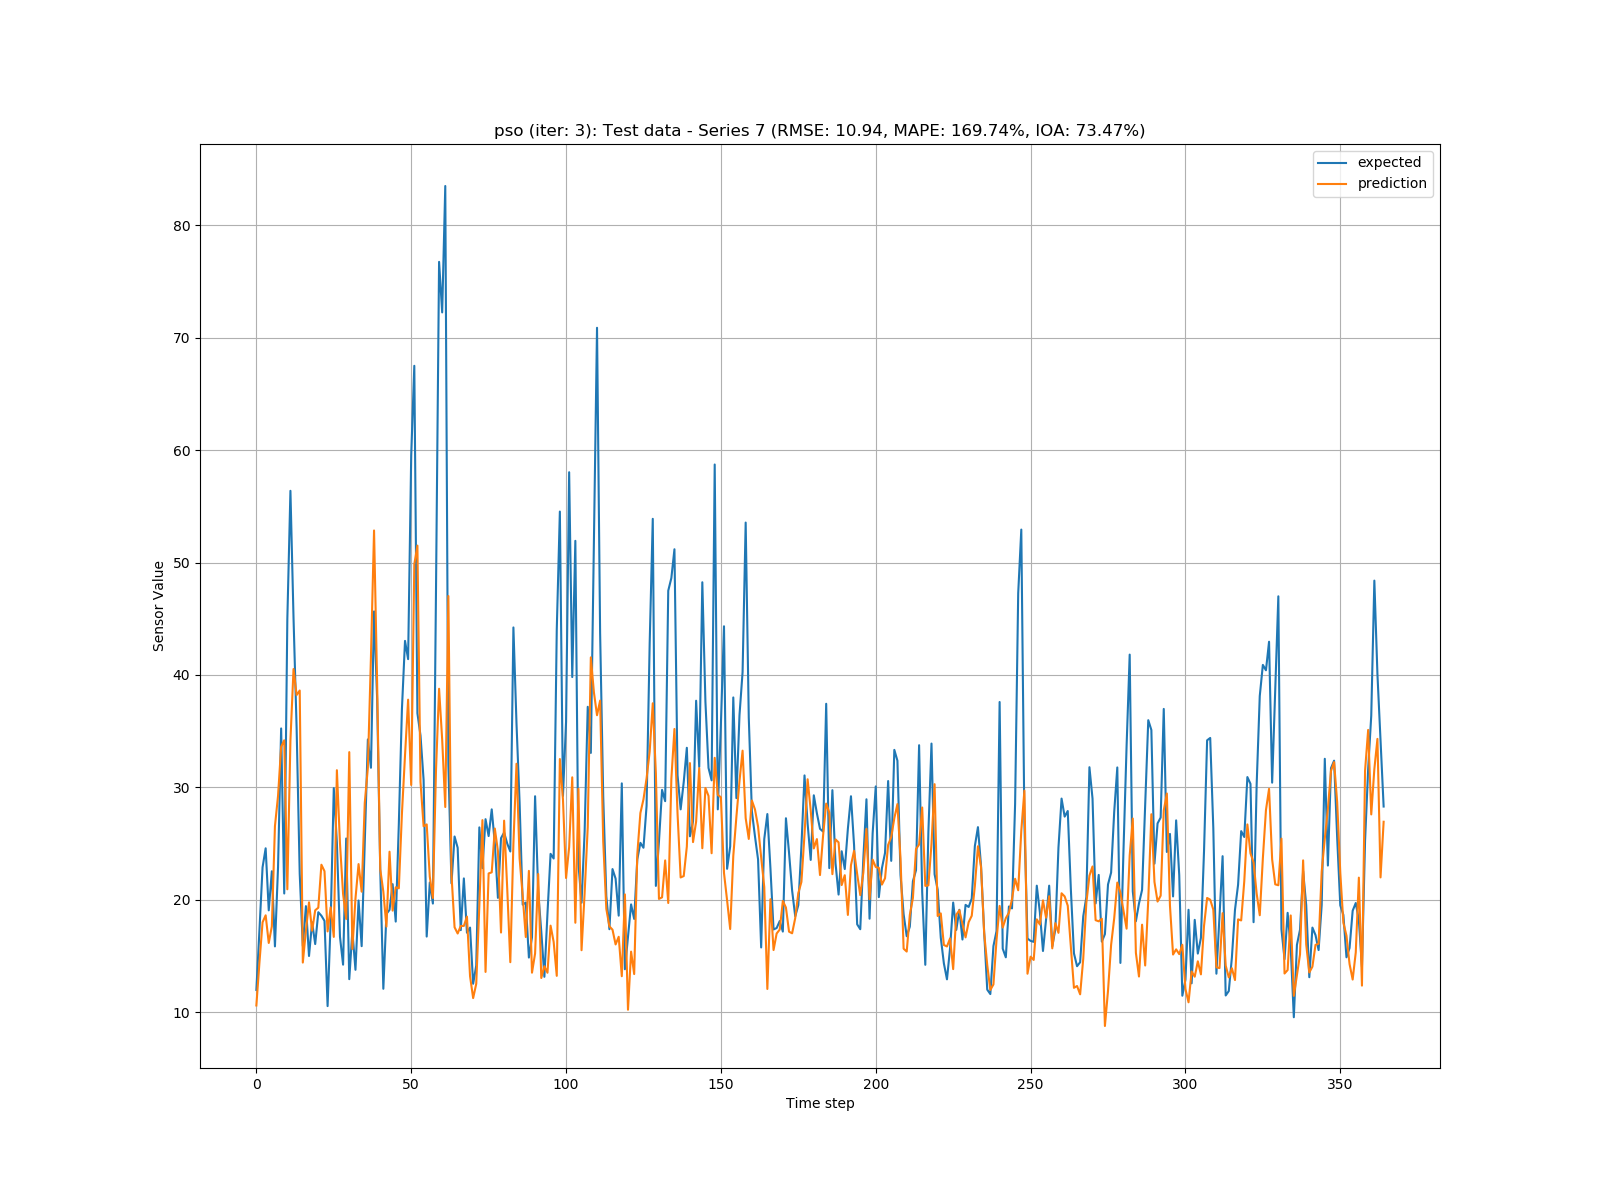 pso (iter: 3): Test data - Series 7 (RMSE: 10.94, MAPE: 169.74%, IOA: 73.47%)
expected
prediction
80
70
60
50
40
30
20
10
Sensor Value
0 50 100 150 200 250 300 350
Time step